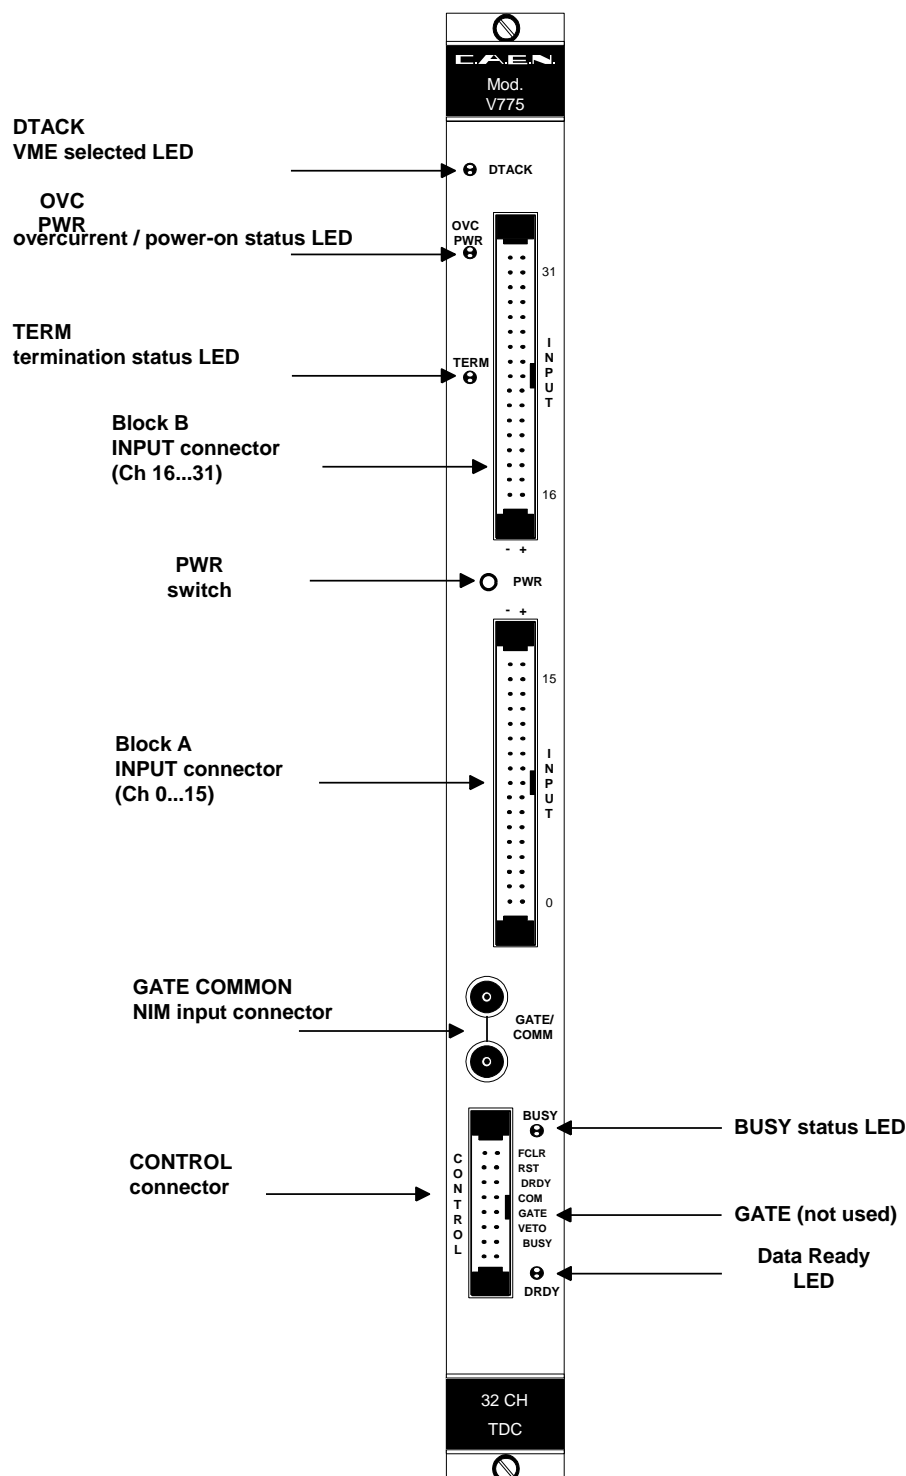 C.A.E.N.
Mod.
V775
DTACK
VME selected LED
DTACK
OVC
PWR
overcurrent / power-on status LED
OVC
PWR
31
TERM
termination status LED
TERM
INPUT
Block B
INPUT connector
(Ch 16...31)
16
- +
PWR
switch
PWR
- +
15
Block A
INPUT connector
(Ch 0...15)
INPUT
0
GATE COMMON
NIM input connector
GATE/
COMM
BUSY
BUSY status LED
CONTROL
connector
CONTROL
FCLR
RST
DRDY
COM
GATE
VETO
BUSY
GATE (not used)
Data Ready
LED
DRDY
32 CH
TDC